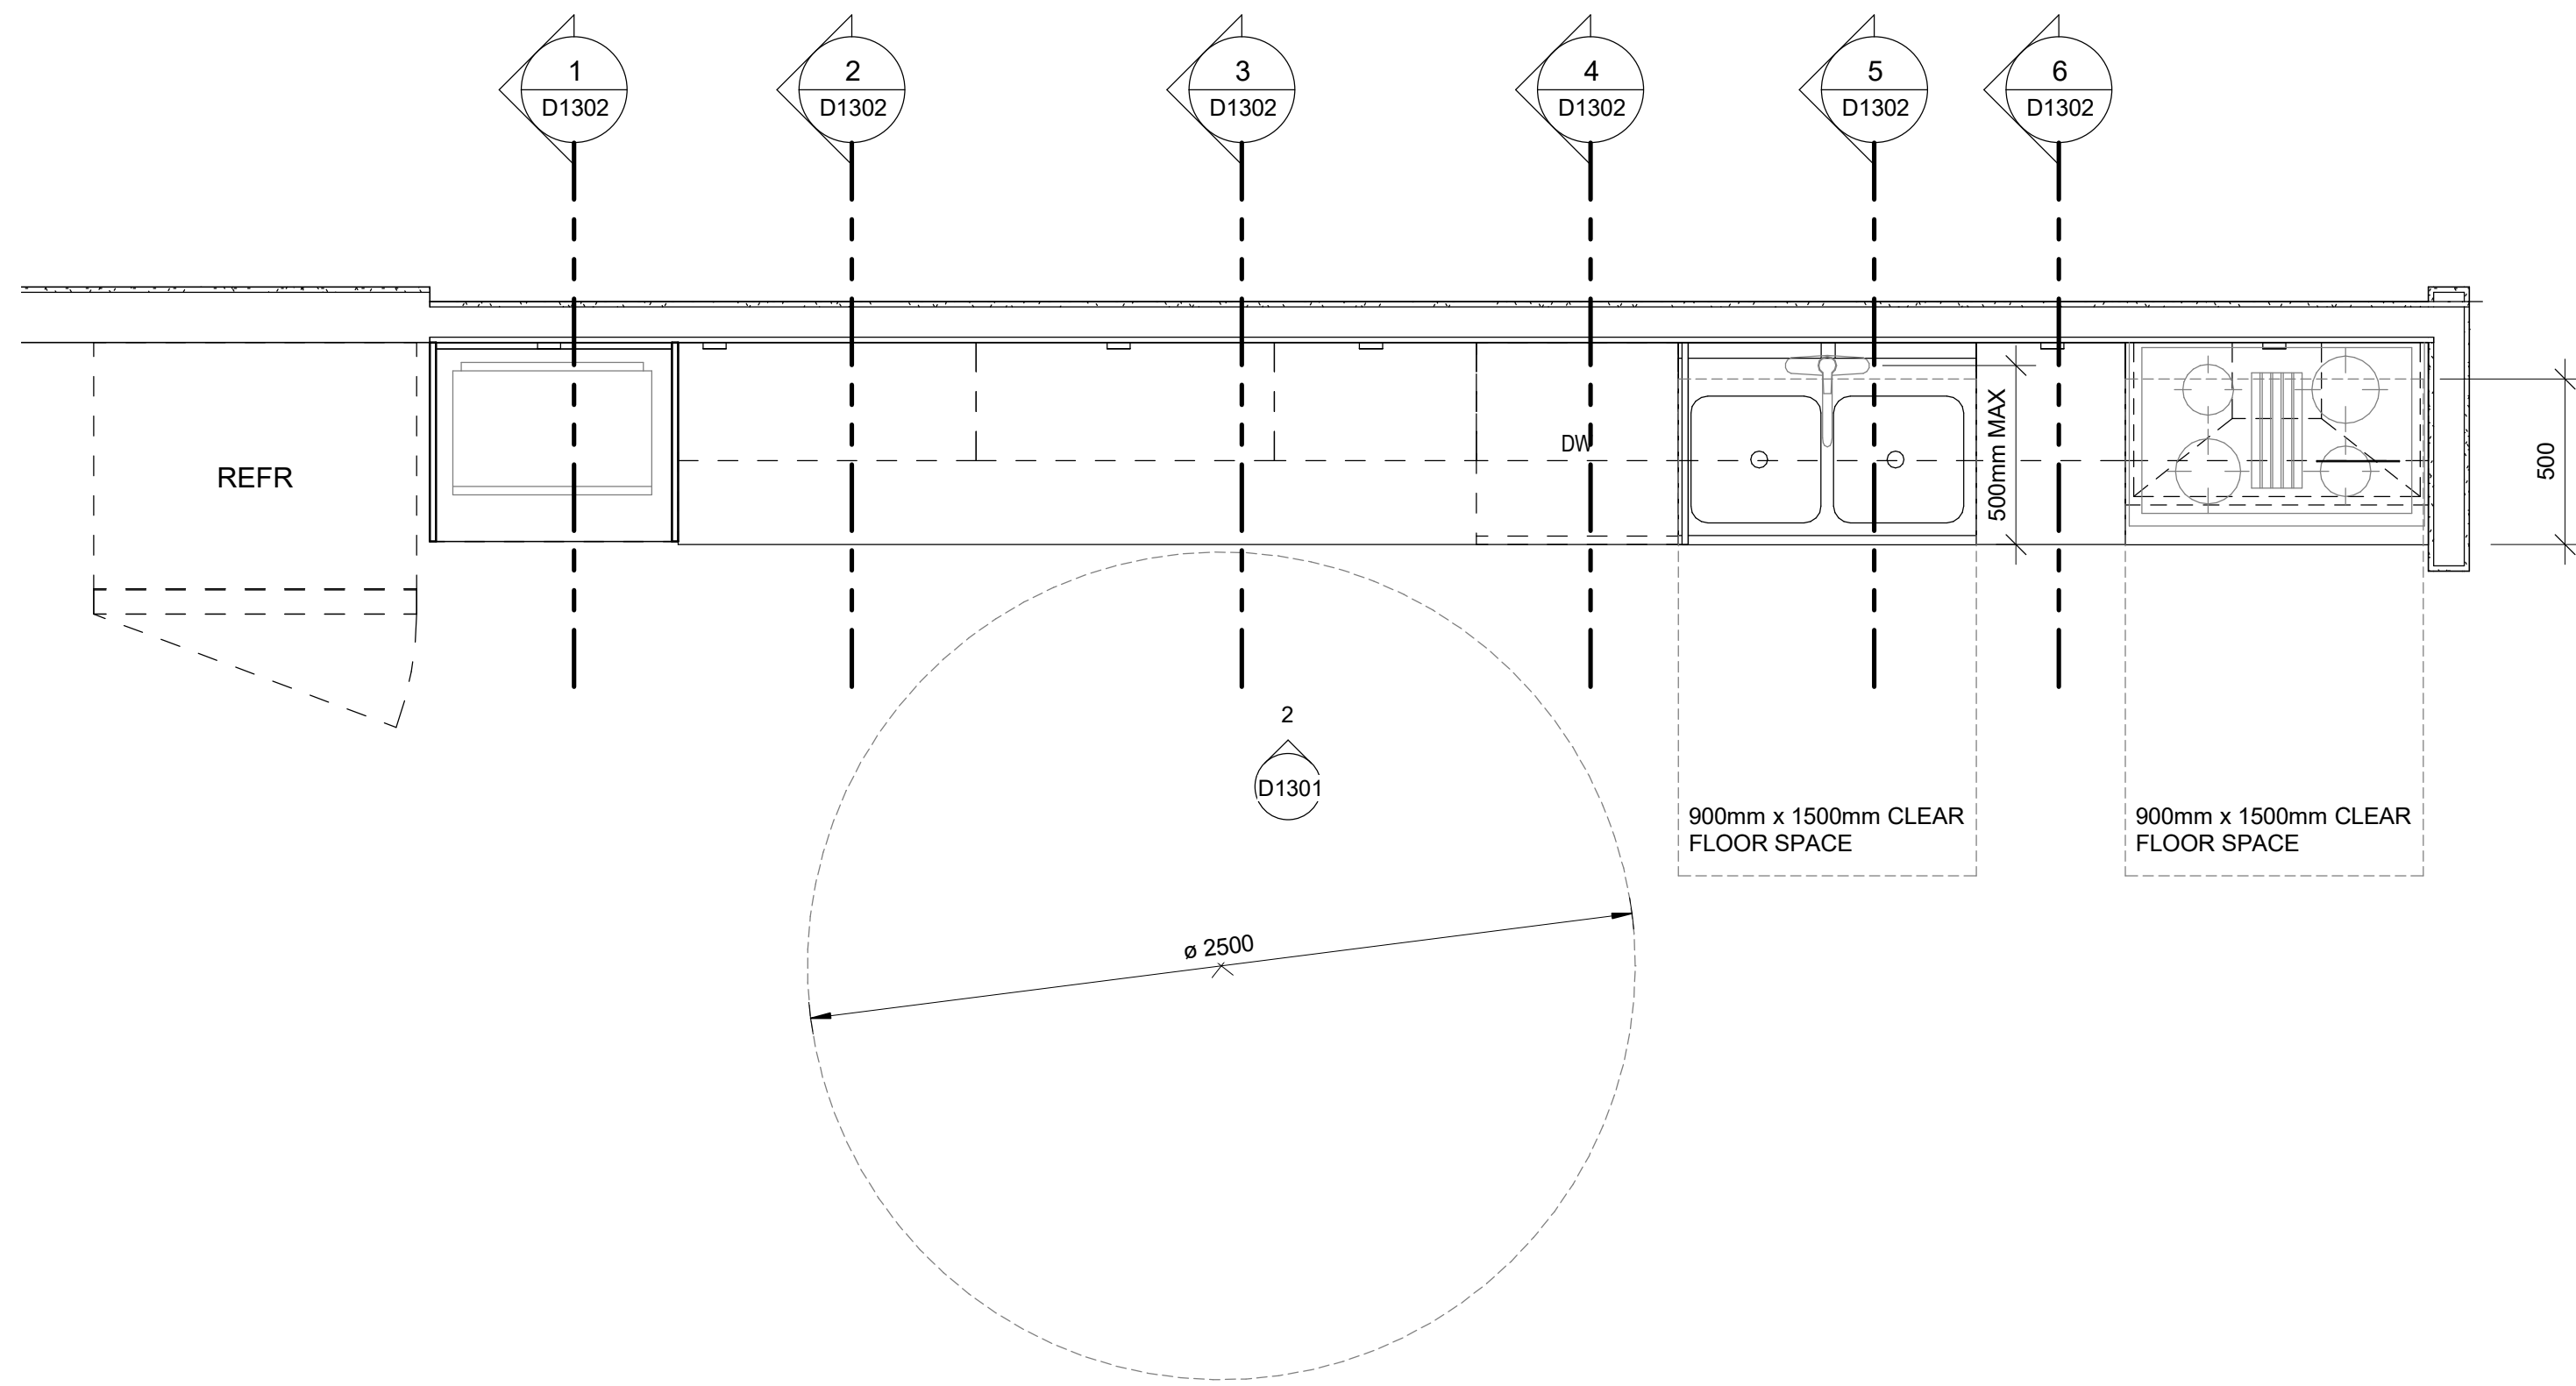 1
D1302
2
D1302
3
D1302
4
D1302
5
D1302
6
D1302
REFR
DW
500mm MAX
500
2
D1301
900mm x 1500mm CLEAR
FLOOR SPACE
900mm x 1500mm CLEAR
FLOOR SPACE
ø 2500